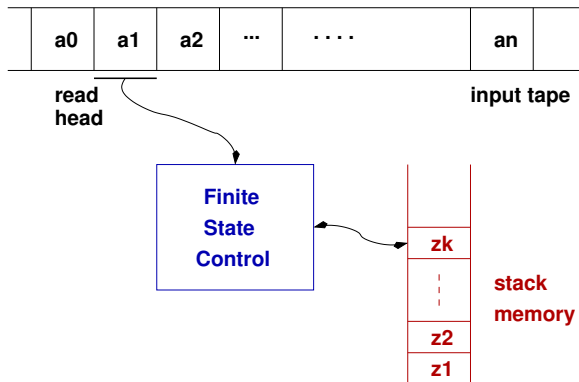 a0 a1 a2 ... .... an
read
head
input tape
Finite
State
Control
zk
stack
memory
z2
z1